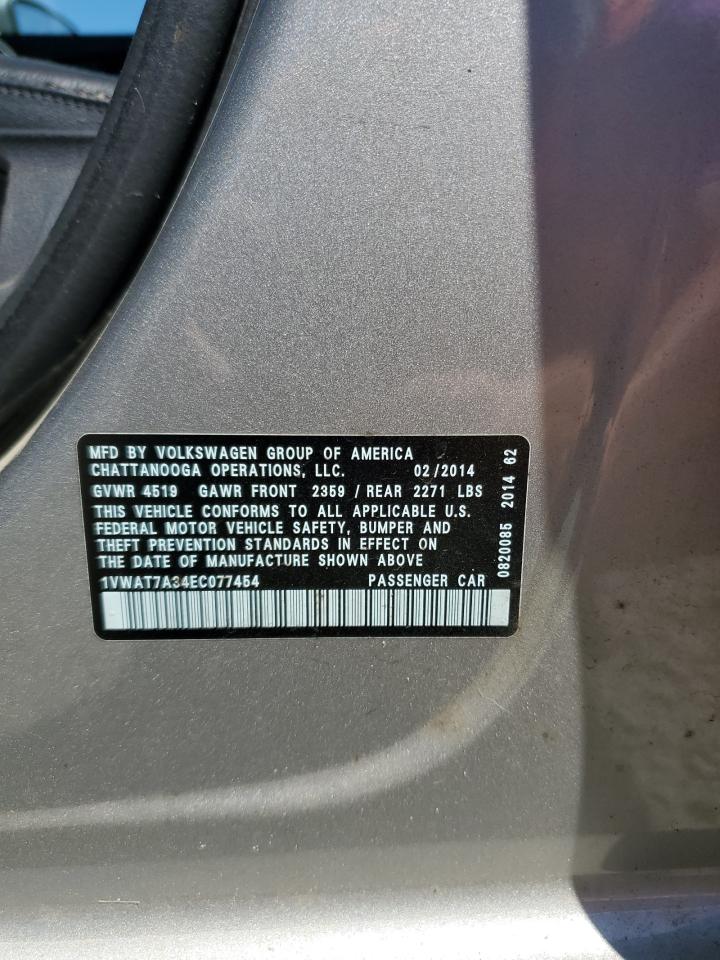 MFD BY VOLKSWAGEN GROUP OF AMERICA
CHATTANOOGA OPERATIONS, LLC. 02/2014
GVWR 4519 GAWR FRONT 2359 / REAR 2271 LBS
THIS VEHICLE CONFORMS TO ALL APPLICABLE U.S.
FEDERAL MOTOR VEHICLE SAFETY, BUMPER AND
THEFT PREVENTION STANDARDS IN EFFECT ON
THE DATE OF MANUFACTURE SHOWN ABOVE
1VWAT7A34EC077454 PASSENGER CAR
0820085 2014 62